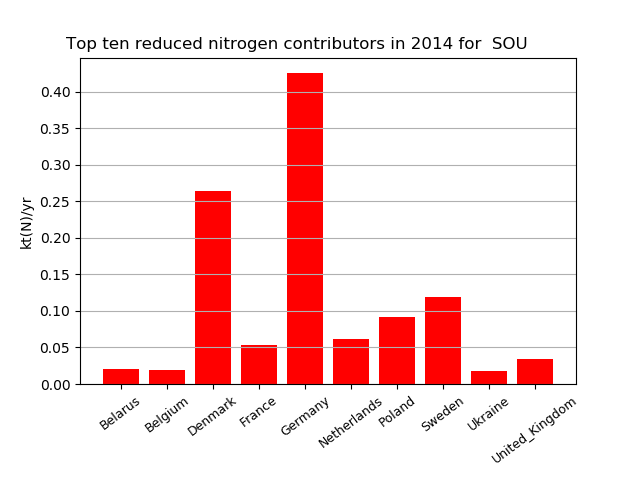 Top ten reduced nitrogen contributors in 2014 for  SOU
kt(N)/yr
0.40
0.35
0.30
0.25
0.20
0.15
0.10
0.05
0.00
Belarus
Belgium
Denmark
France
Germany
Netherlands
Poland
Sweden
Ukraine
United_Kingdom